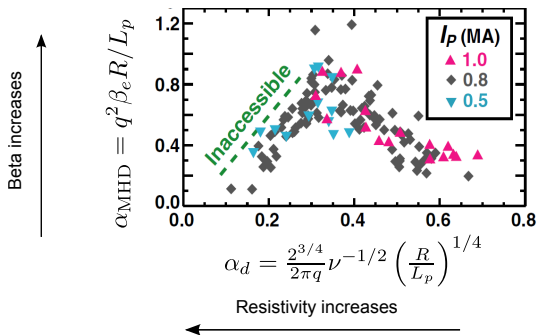 Beta increases
α_MHD = q²β_e R/L_p
1.2
0.8
0.4
0.0
Inaccessible
I_P (MA)
1.0
0.8
0.5
0.0 0.2 0.4 0.6 0.8
α_d = \frac{2^{3/4}}{2πq} ν^{-1/2} (\frac{R}{L_p})^{1/4}
Resistivity increases